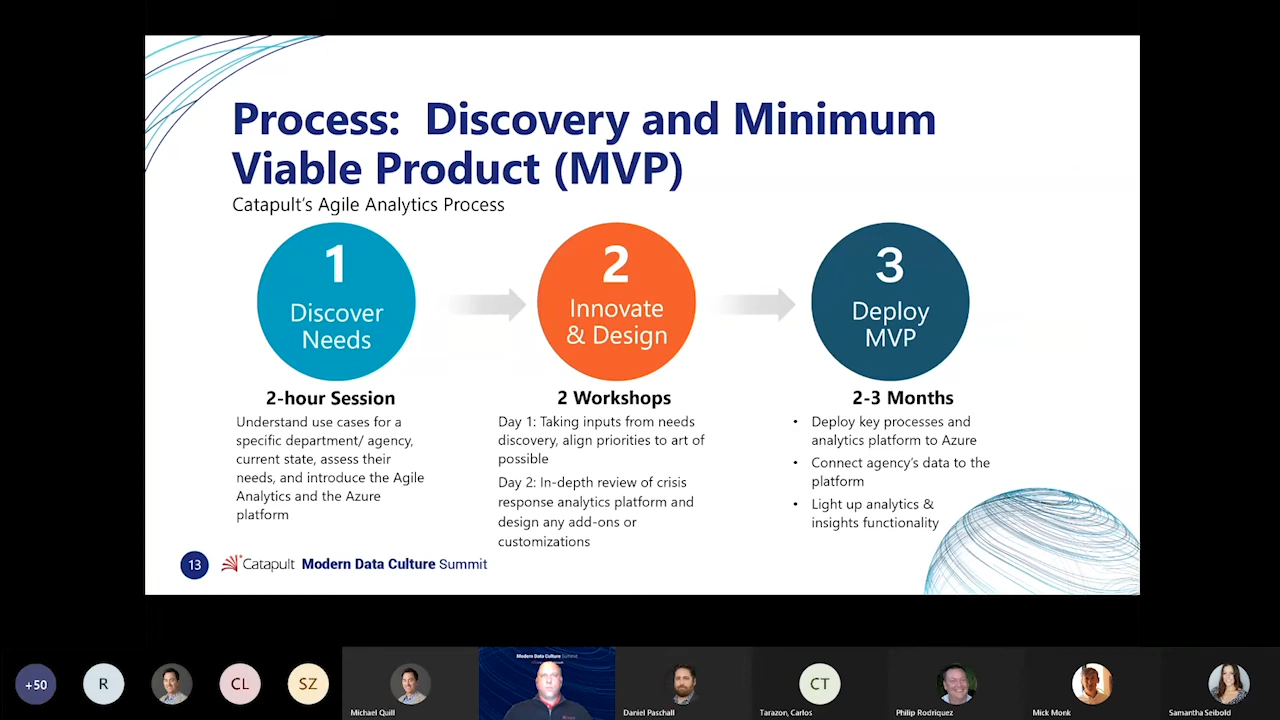 Process: Discovery and Minimum
Viable Product (MVP)
Catapult's Agile Analytics Process
1
Discover
Needs
2
Innovate
& Design
3
Deploy
MVP
2-hour Session
Understand use cases for a
specific department/ agency,
current state, assess their
needs, and introduce the Agile
Analytics and the Azure
platform
2 Workshops
Day 1: Taking inputs from needs
discovery, align priorities to art of
possible
Day 2: In-depth review of crisis
response analytics platform and
design any add-ons or
customizations
2-3 Months
• Deploy key processes and
analytics platform to Azure
• Connect agency's data to the
platform
• Light up analytics &
insights functionality
13
Catapult Modern Data Culture Summit
+50
R
CL
SZ
Michael Quill
Modern Data Culture Summit
Daniel Paschall
CT
Tarazon, Carlos
Philip Rodriquez
Mick Monk
Samantha Seibold